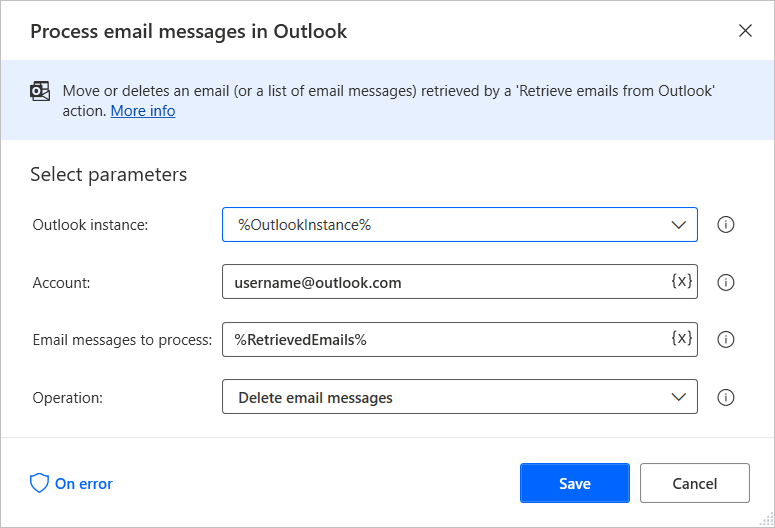 Process email messages in Outlook
Move or deletes an email (or a list of email messages) retrieved by a 'Retrieve emails from Outlook'
action. More info
Select parameters
Outlook instance: %OutlookInstance%
Account: username@outlook.com {x}
Email messages to process: %RetrievedEmails% {x}
Operation: Delete email messages
On error Save Cancel